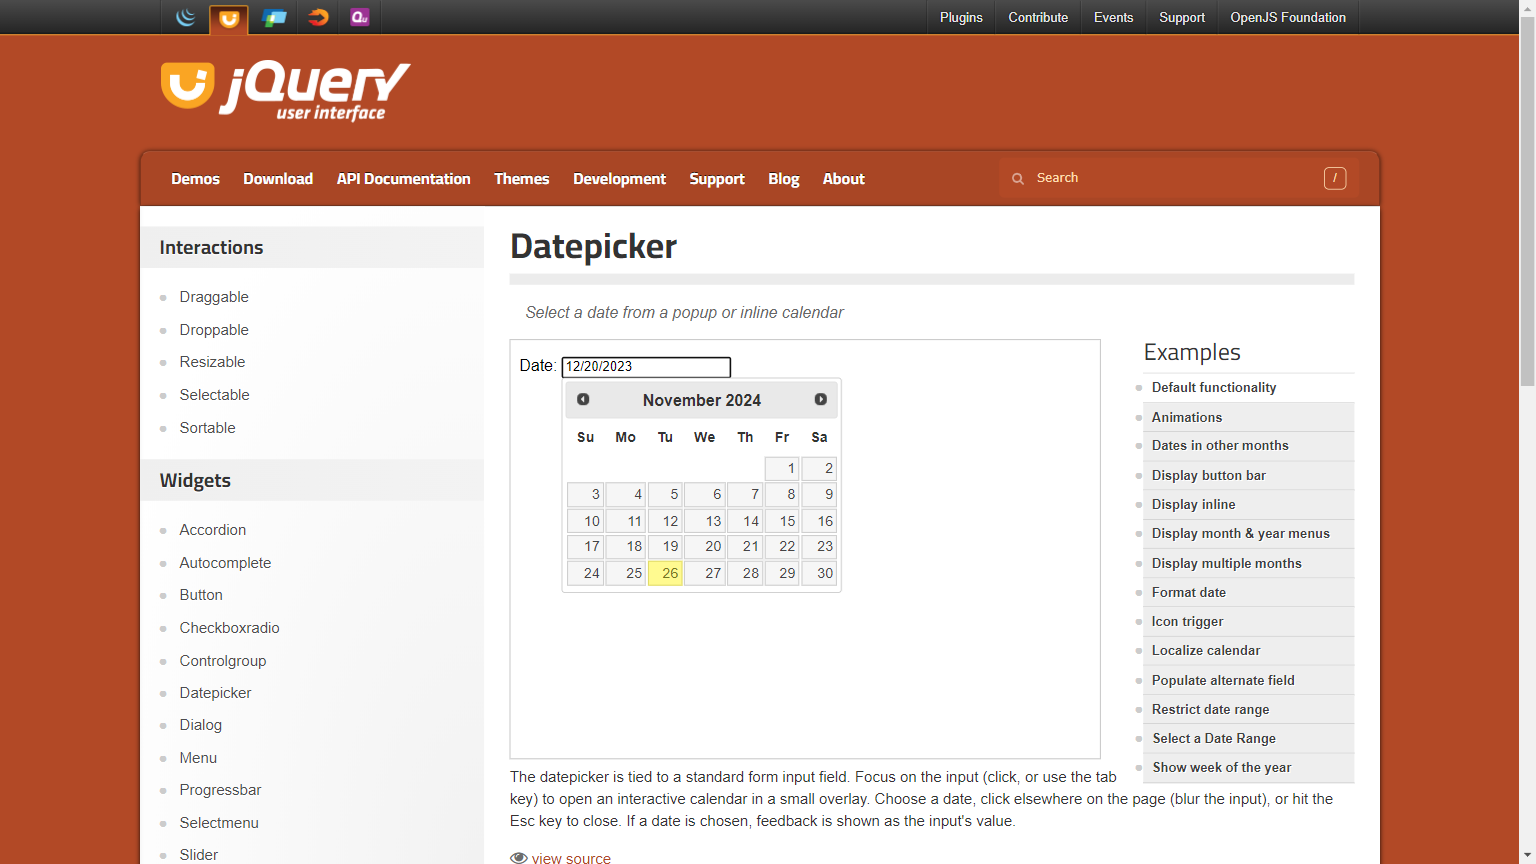 Plugins
Contribute
Events
Support
OpenJS Foundation
jQuery
user interface
Demos
Download
API Documentation
Themes
Development
Support
Blog
About
Search
/
Interactions
Draggable
Droppable
Resizable
Selectable
Sortable
Widgets
Accordion
Autocomplete
Button
Checkboxradio
Controlgroup
Datepicker
Dialog
Menu
Progressbar
Selectmenu
Slider
Datepicker
Select a date from a popup or inline calendar
Date: 12/20/2023
November 2024
Su Mo Tu We Th Fr Sa
1 2
3 4 5 6 7 8 9
10 11 12 13 14 15 16
17 18 19 20 21 22 23
24 25 26 27 28 29 30
Examples
Default functionality
Animations
Dates in other months
Display button bar
Display inline
Display month & year menus
Display multiple months
Format date
Icon trigger
Localize calendar
Populate alternate field
Restrict date range
Select a Date Range
Show week of the year
The datepicker is tied to a standard form input field. Focus on the input (click, or use the tab
key) to open an interactive calendar in a small overlay. Choose a date, click elsewhere on the page (blur the input), or hit the
Esc key to close. If a date is chosen, feedback is shown as the input's value.
view source